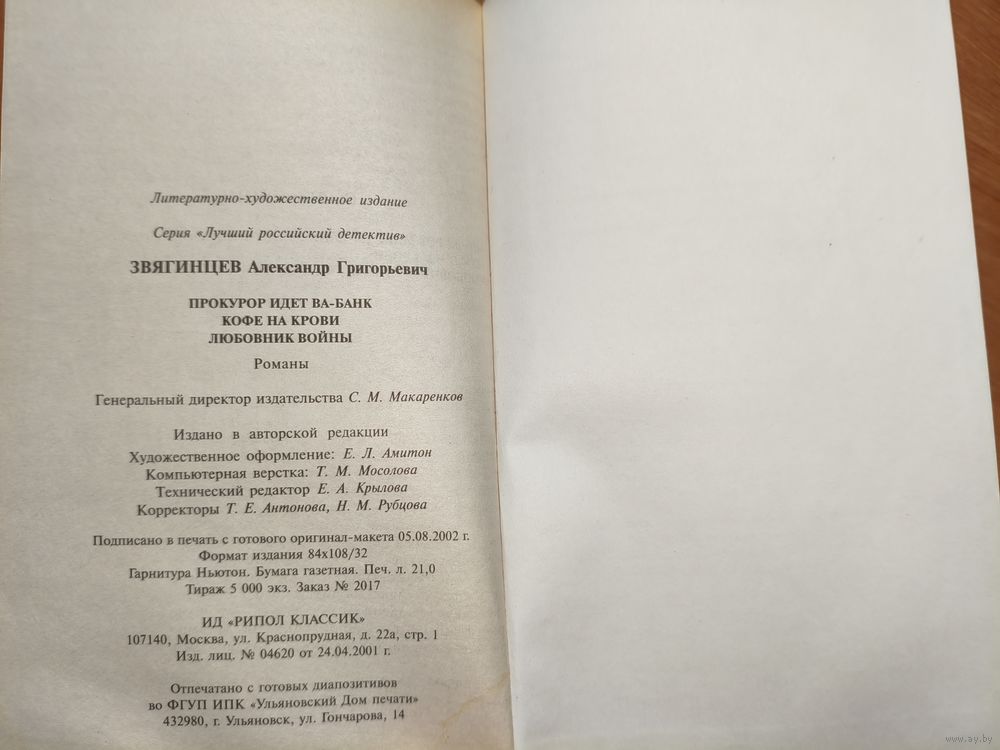 Литературно-художественное издание
Серия «Лучший российский детектив»
ЗВЯГИНЦЕВ Александр Григорьевич
ПРОКУРОР ИДЕТ ВА-БАНК
КОФЕ НА КРОВИ
ЛЮБОВНИК ВОЙНЫ
Романы
Генеральный директор издательства С. М. Макаренков
Издано в авторской редакции
Художественное оформление: Е. Л. Амитон
Компьютерная верстка: Т. М. Мосолова
Технический редактор Е. А. Крылова
Корректоры Т. Е. Антонова, Н. М. Рубцова
Подписано в печать с готового оригинал-макета 05.08.2002 г.
Формат издания 84х108/32
Гарнитура Ньютон. Бумага газетная. Печ. л. 21,0
Тираж 5 000 экз. Заказ № 2017
ИД «РИПОЛ КЛАССИК»
107140, Москва, ул. Краснопрудная, д. 22а, стр. 1
Изд. лиц. № 04620 от 24.04.2001 г.
Отпечатано с готовых диапозитивов
во ФГУП ИПК «Ульяновский Дом печати»
432980, г. Ульяновск, ул. Гончарова, 14
www.ay.by